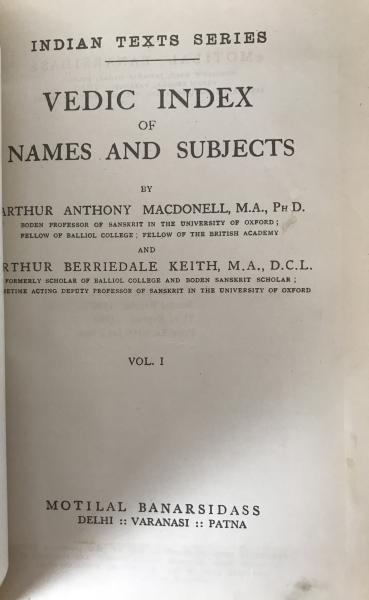 INDIAN TEXTS SERIES
VEDIC INDEX
OF
NAMES AND SUBJECTS
BY
ARTHUR ANTHONY MACDONELL, M.A., PH D.
BODEN PROFESSOR OF SANSKRIT IN THE UNIVERSITY OF OXFORD ;
FELLOW OF BALLIOL COLLEGE ; FELLOW OF THE BRITISH ACADEMY
AND
RTHUR BERRIEDALE KEITH, M.A., D.C.L.
FORMERLY SCHOLAR OF BALLIOL COLLEGE AND BODEN SANSKRIT SCHOLAR ;
ETIME ACTING DEPUTY PROFESSOR OF SANSKRIT IN THE UNIVERSITY OF OXFORD
VOL. I
MOTILAL BANARSIDASS
DELHI :: VARANASI :: PATNA